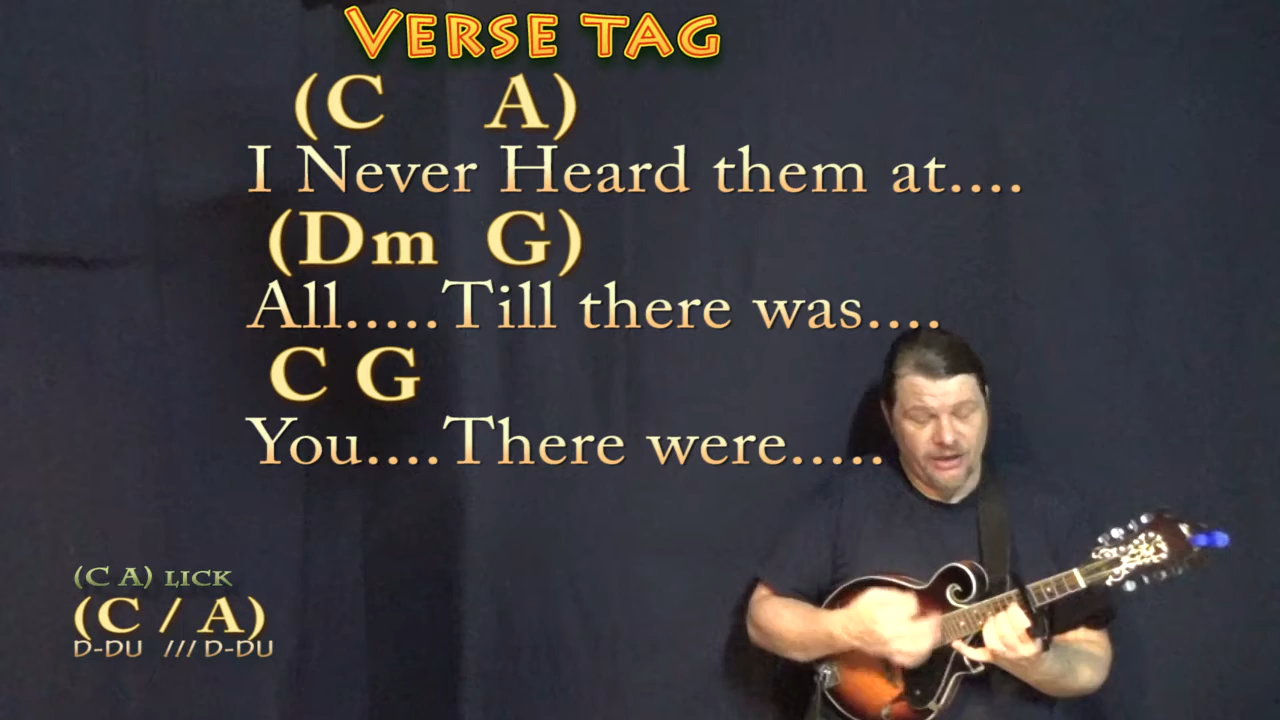 VERSE TAG
(C A)
I Never Heard them at....
(Dm G)
All.....Till there was....
C G
You....There were.....
(C A) LICK
(C / A)
D-DU /// D-DU